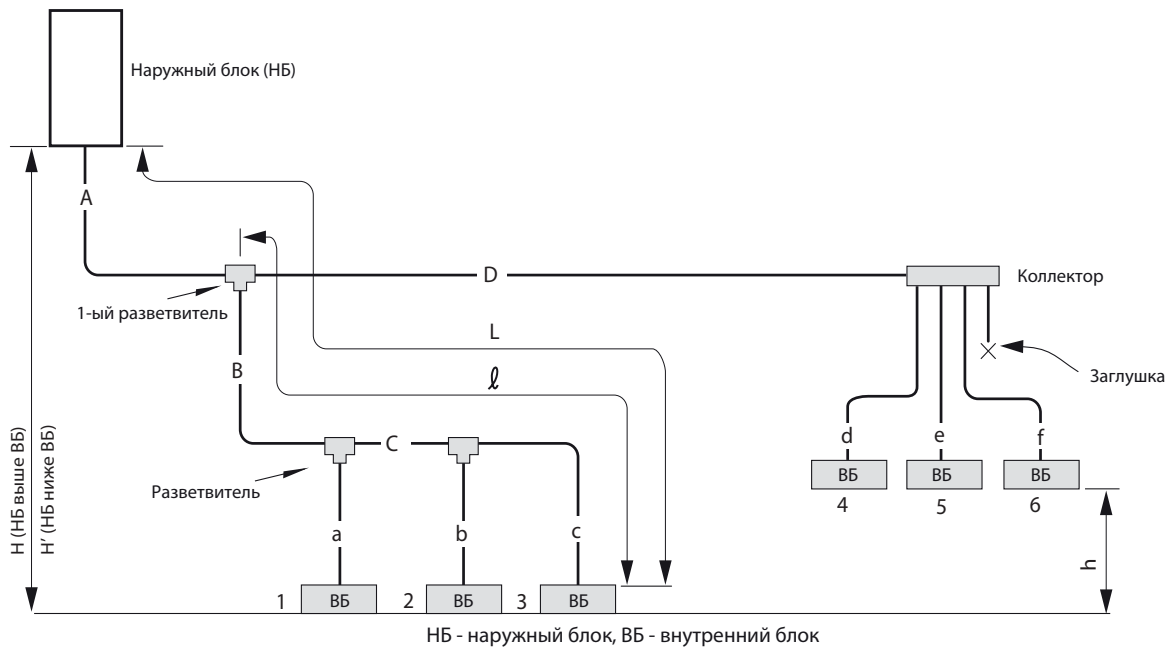 Наружный блок (НБ)
A
1-ый разветвитель
D
Коллектор
L
B
ℓ
Заглушка
C
Разветвитель
d
e
f
ВБ
ВБ
ВБ
4
5
6
H (НБ выше ВБ)
H' (НБ ниже ВБ)
a
b
c
h
1
ВБ
2
ВБ
3
ВБ
НБ - наружный блок, ВБ - внутренний блок